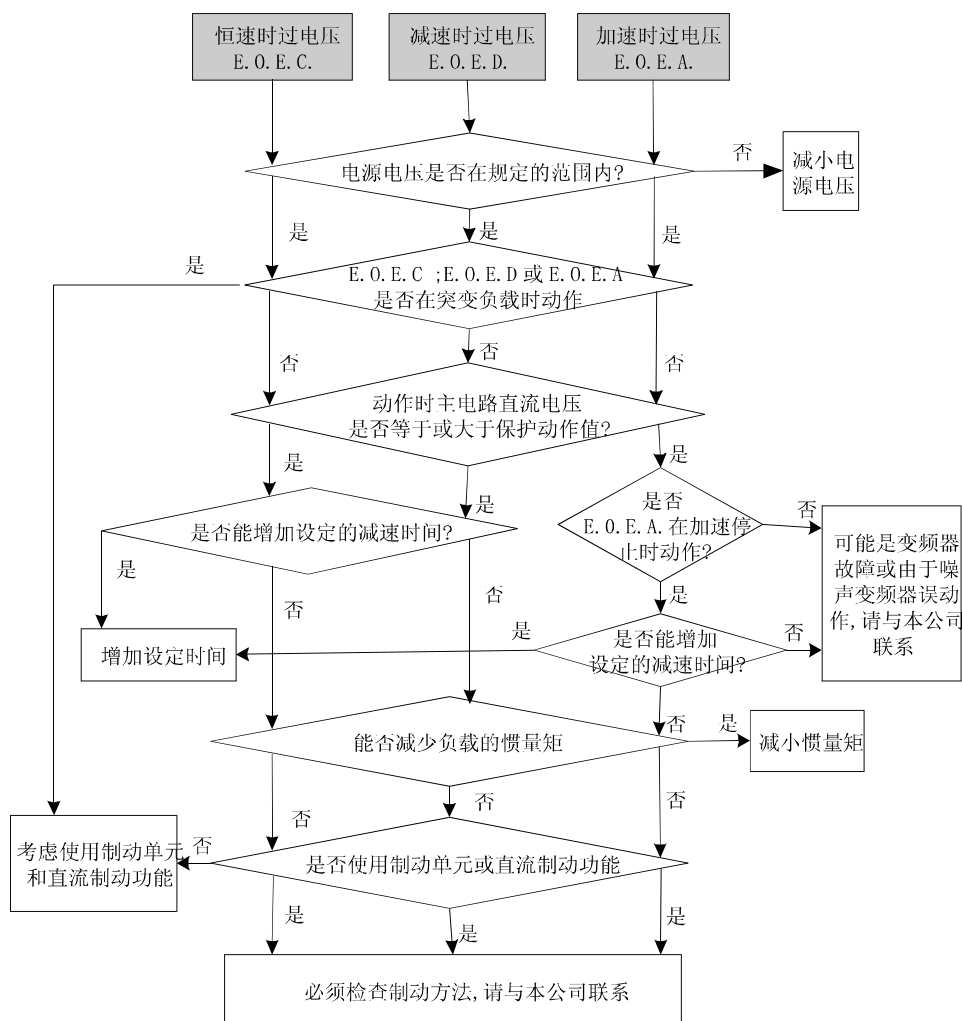 恒速时过电压
E.O.E.C.
减速时过电压
E.O.E.D.
加速时过电压
E.O.E.A.
电源电压是否在规定的范围内?
否
减小电
源电压
是
是
是
是
E.O.E.C ;E.O.E.D或E.O.E.A
是否在突变负载时动作
否
否
否
动作时主电路直流电压
是否等于或大于保护动作值?
是
是
是
是否能增加设定的减速时间?
是否
E.O.E.A.在加速停
止时动作?
否
可能是变频器
故障或由于噪
声变频器误动
作,请与本公司
联系
是
否
否
是
增加设定时间
是
是否能增加
设定的减速时间?
否
能否减少负载的惯量矩
否
是
减小惯量矩
否
否
否
考虑使用制动单元
和直流制动功能
否
是否使用制动单元或直流制动功能
是
是
是
必须检查制动方法,请与本公司联系